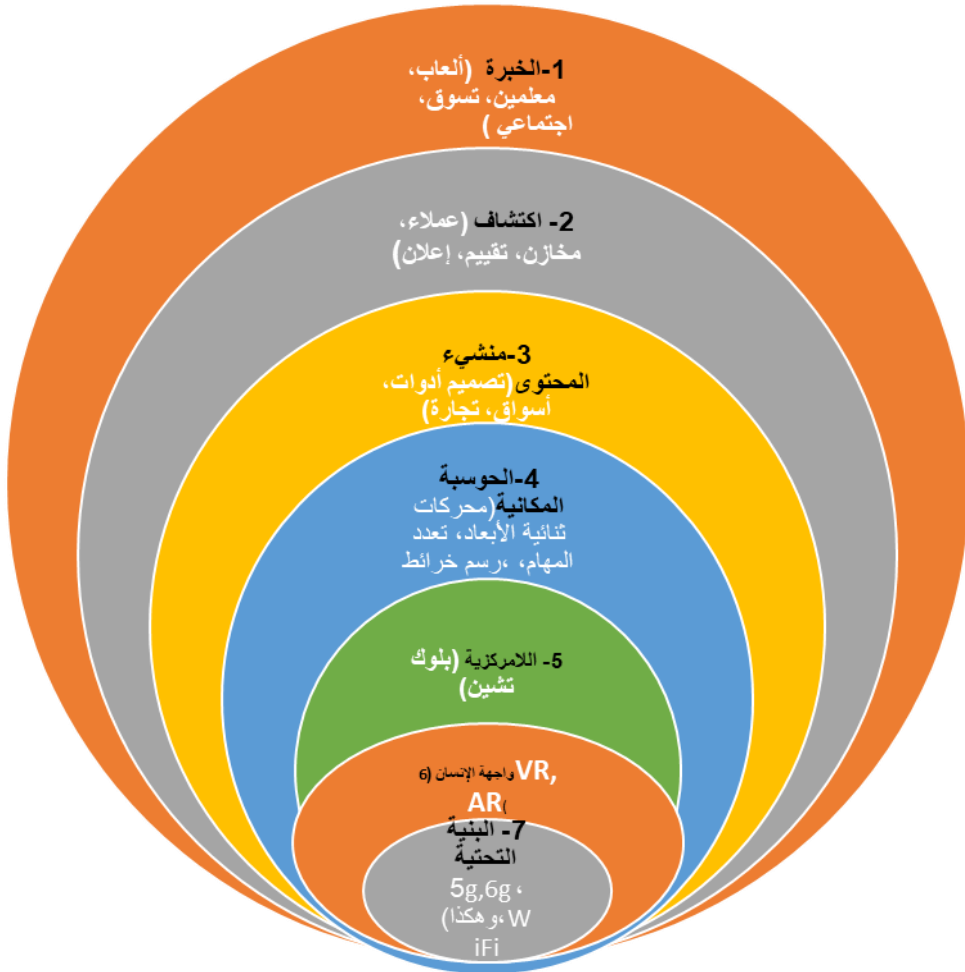 1-الخبرة (ألعاب،
معلمين، تسوق،
اجتماعي )
2- اكتشاف (عملاء،
مخازن، تقييم، إعلان)
3-منشيء
المحتوى(تصميم أدوات،
أسواق، تجارة)
4-الحوسبة
المكانية(محركات
ثنائية الأبعاد، تعدد
المهام، ،رسم خرائط
5- اللامركزية (بلوك
تشين)
6) واجهة الإنسان VR,
AR(
7- البنية
التحتية
5g,6g ،
W ،وهكذا)
iFi